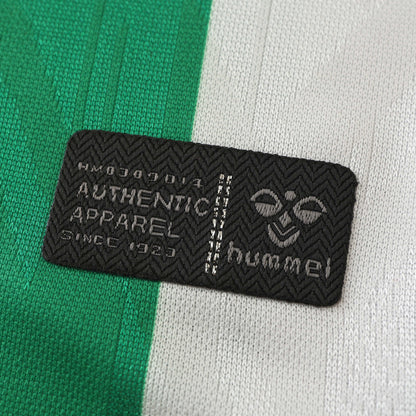 HM0309014
AUTHENTIC
APPAREL
SINCE 1923
hummel